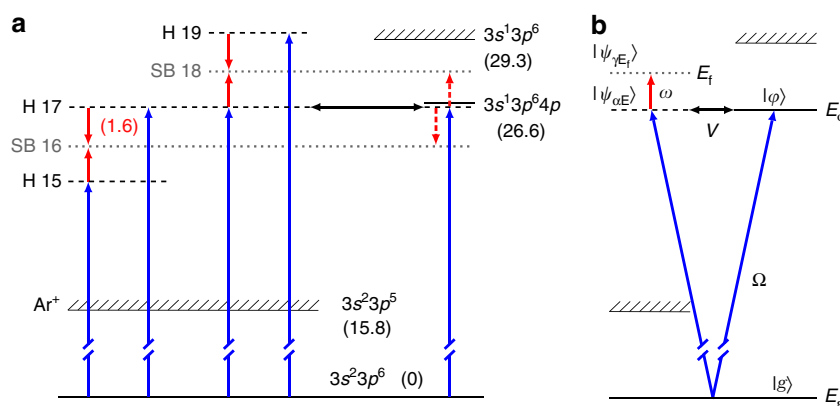 a
H 19
3s¹3p⁶
(29.3)
SB 18
H 17
3s¹3p⁶4p
(26.6)
(1.6)
SB 16
H 15
Ar⁺
3s²3p⁵
(15.8)
3s²3p⁶ (0)
b
|ψγEf⟩
Ef
|ψαE⟩
ω
|φ⟩
V
Ω
|g⟩